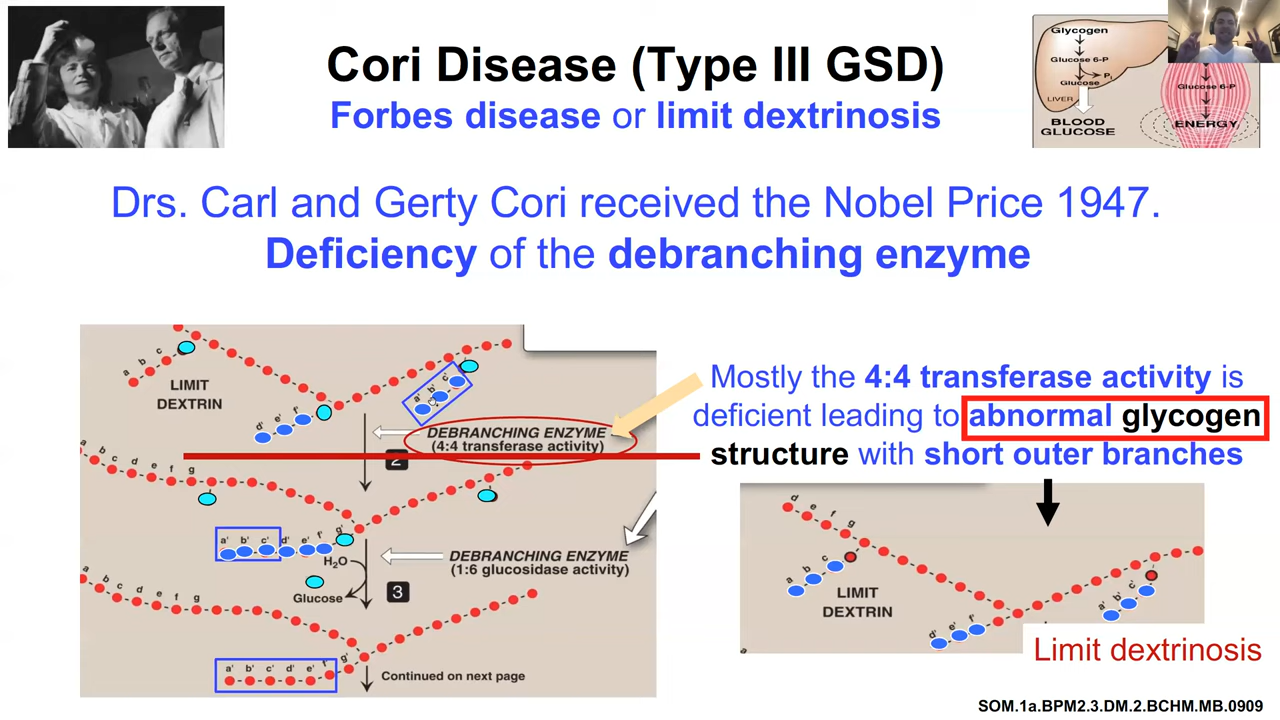 Cori Disease (Type III GSD)
Forbes disease or limit dextrinosis
Glycogen
Glucose 6-P
Pi
Glucose
LIVER
BLOOD
GLUCOSE
Glucose 6-P
ENERGY
Drs. Carl and Gerty Cori received the Nobel Price 1947.
Deficiency of the debranching enzyme
a b c
LIMIT
DEXTRIN
d' e' f'
a' b' c'
DEBRANCHING ENZYME
(4:4 transferase activity)
2
a b c d e f g
a' b' c' d' e' f' g'
H₂O
Glucose
DEBRANCHING ENZYME
(1:6 glucosidase activity)
3
a b c d e f g
a' b' c' d' e' f' g'
Continued on next page
Mostly the 4:4 transferase activity is
deficient leading to abnormal glycogen
structure with short outer branches
d e f g
a b c
LIMIT
DEXTRIN
d' e' f'
a' b' c'
Limit dextrinosis
SOM.1a.BPM2.3.DM.2.BCHM.MB.0909